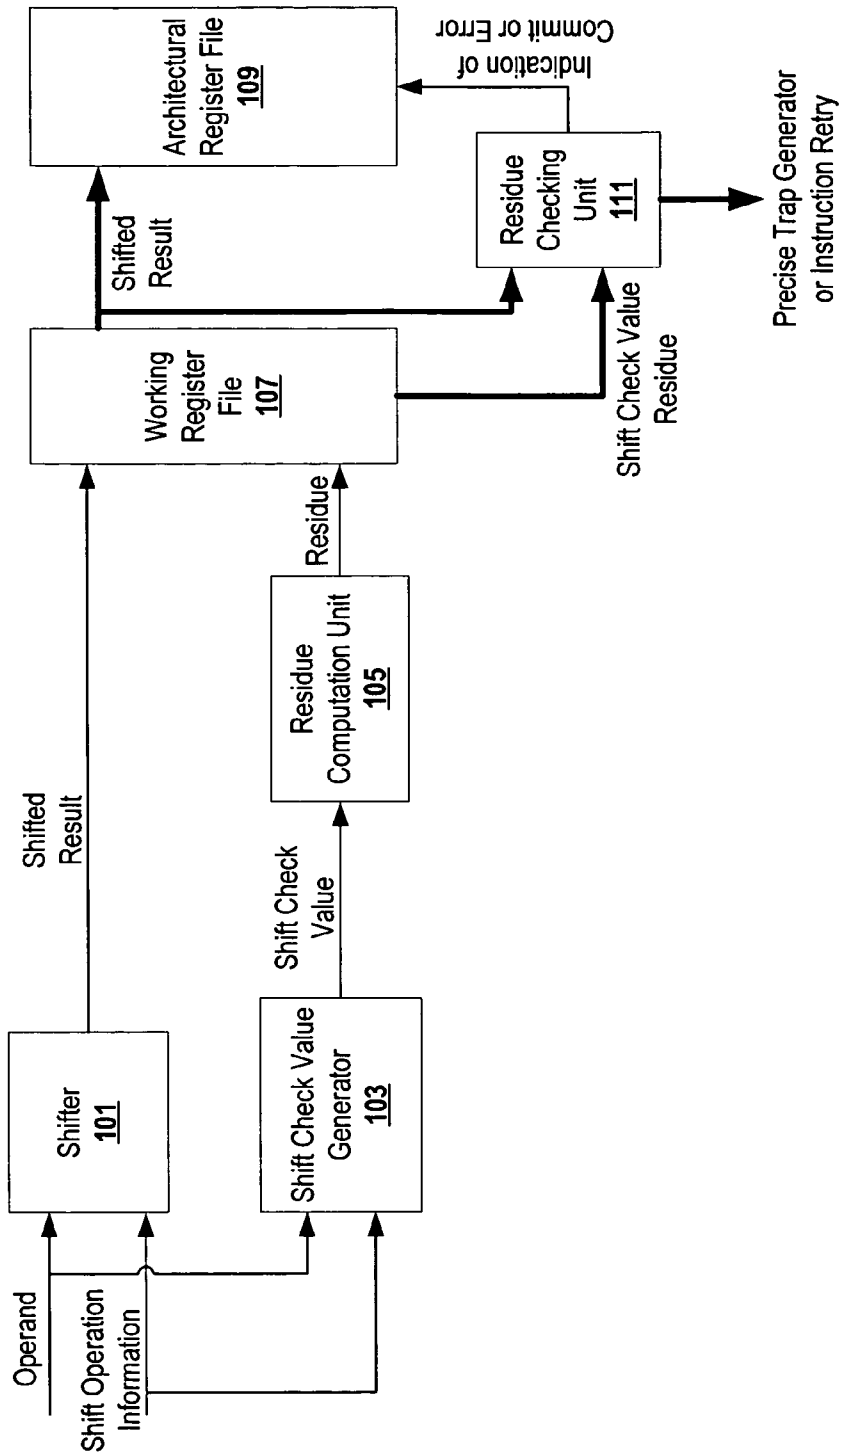 Operand
Shift Operation
Information
Shifter
101
Shift Check Value
Generator
103
Shifted
Result
Shift Check
Value
Residue
Computation Unit
105
Residue
Working
Register
File
107
Shifted
Result
Shift Check Value
Residue
Architectural
Register File
109
Residue
Checking
Unit
111
Indication of
Commit or Error
Precise Trap Generator
or Instruction Retry